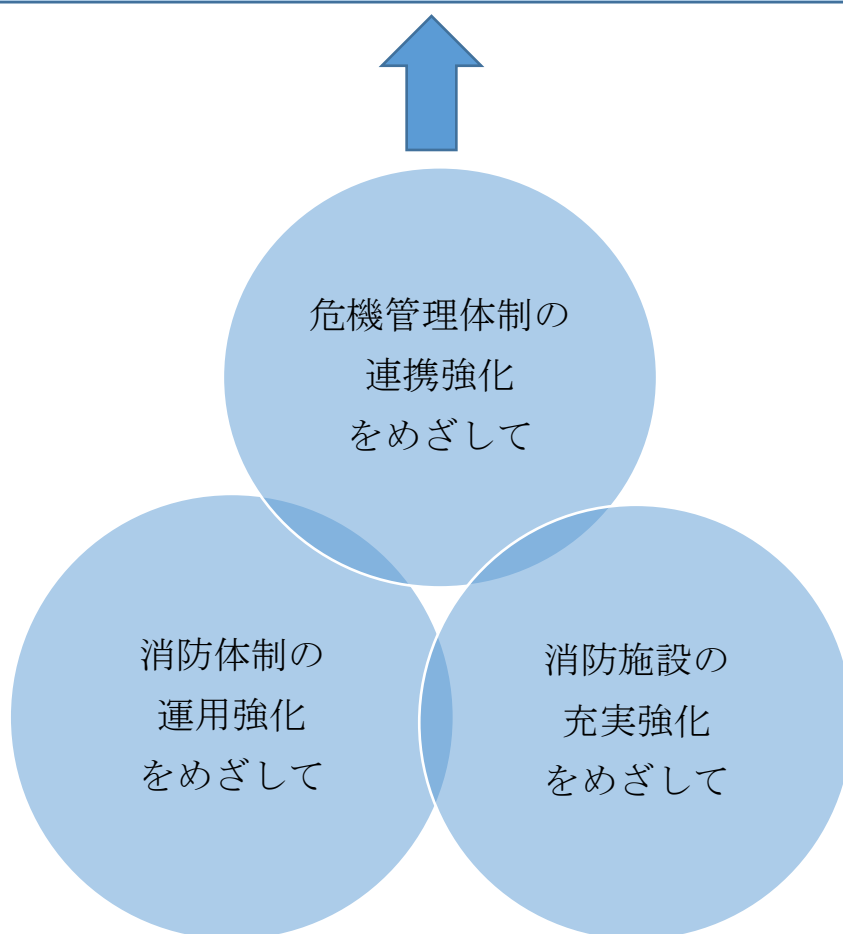 危機管理体制の
連携強化
をめざして
消防体制の
運用強化
をめざして
消防施設の
充実強化
をめざして